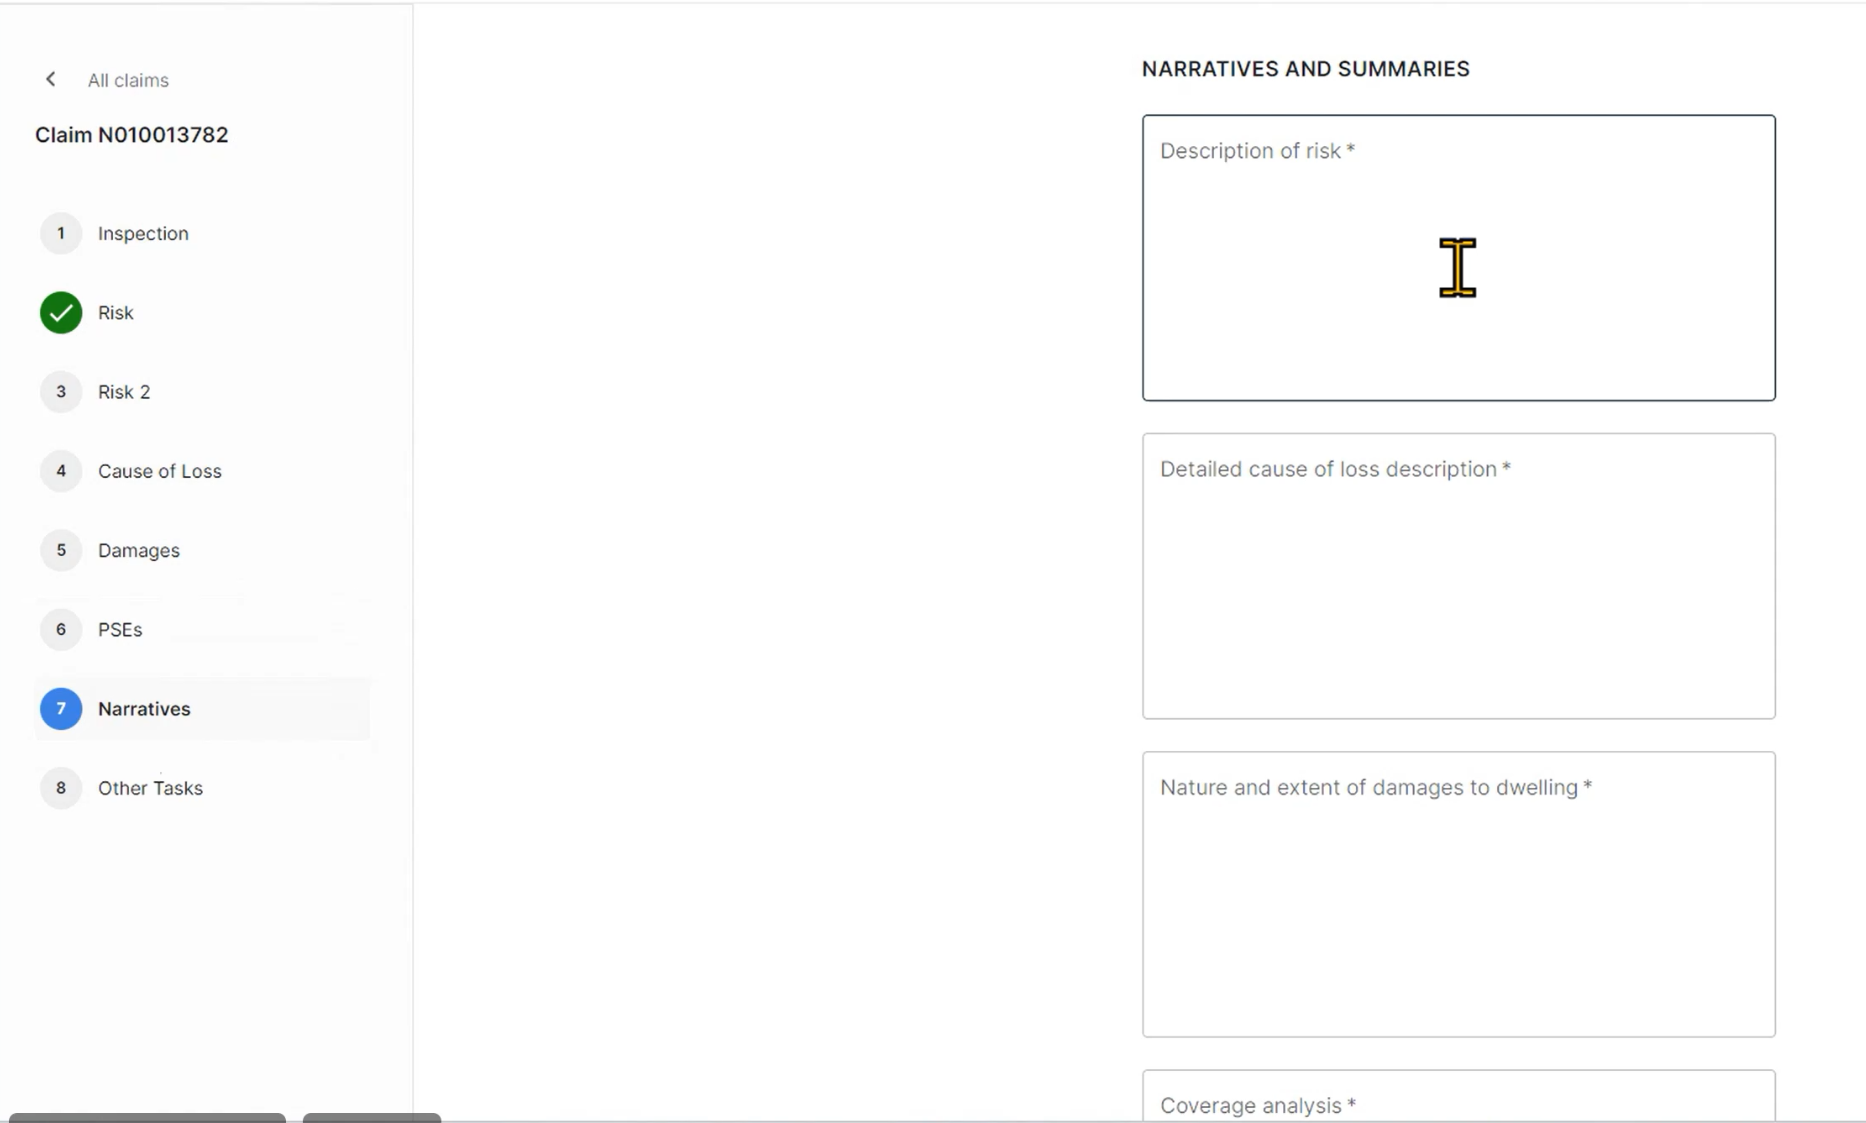 All claims
Claim N010013782
1 Inspection
Risk
3 Risk 2
4 Cause of Loss
5 Damages
6 PSEs
7 Narratives
8 Other Tasks
NARRATIVES AND SUMMARIES
Description of risk *
Detailed cause of loss description *
Nature and extent of damages to dwelling *
Coverage analysis *